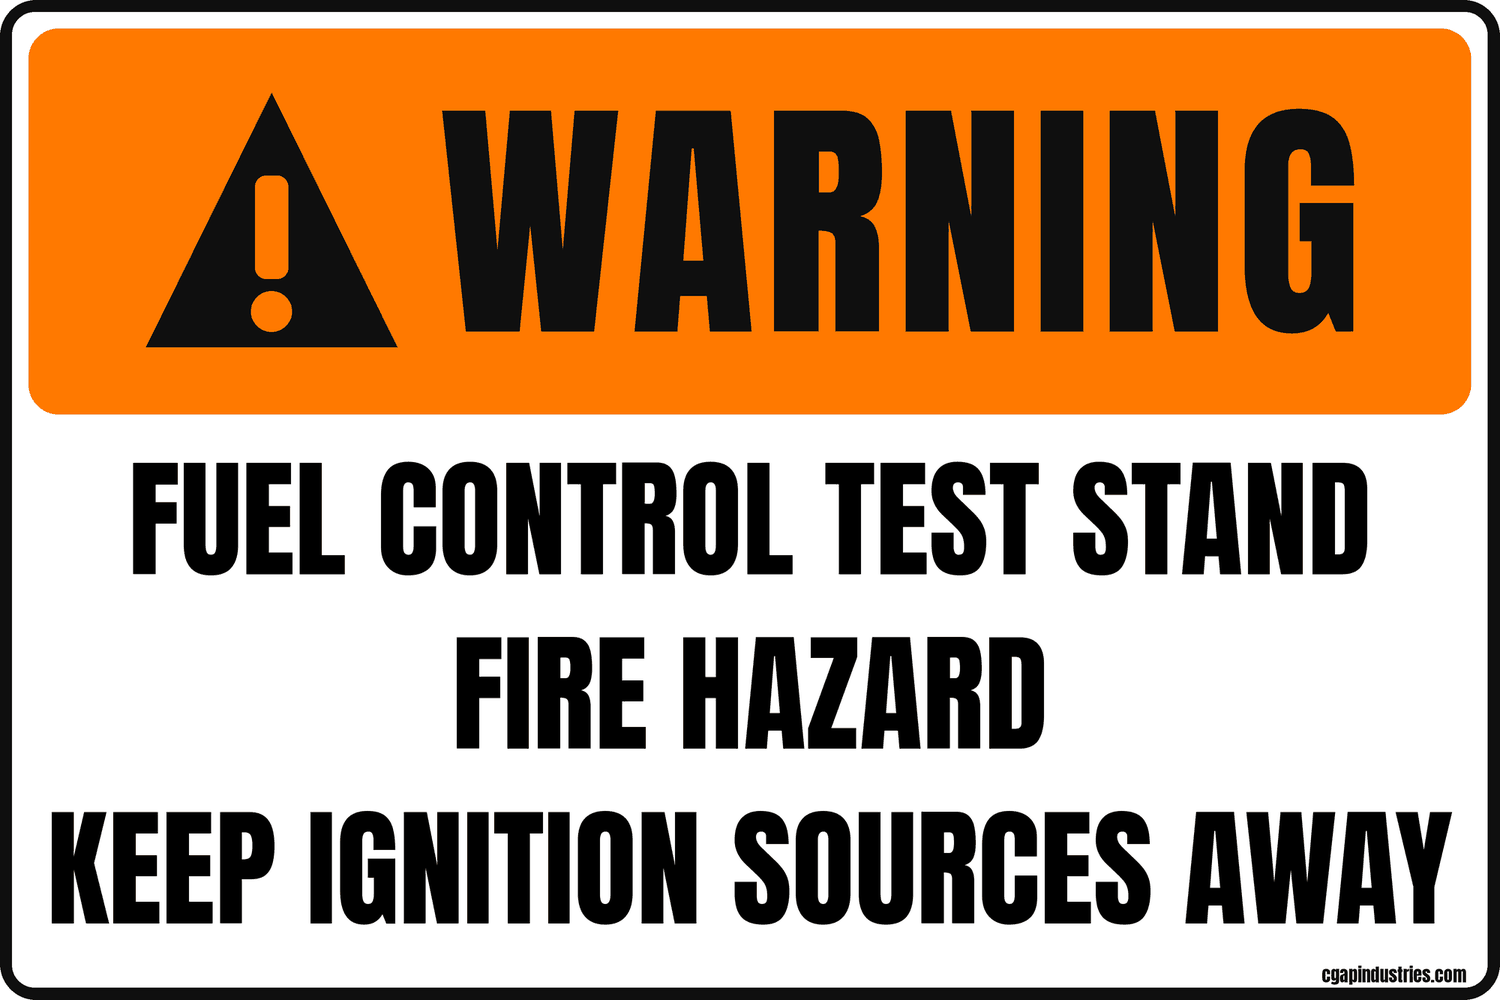 WARNING
FUEL CONTROL TEST STAND
FIRE HAZARD
KEEP IGNITION SOURCES AWAY
cgapindustries.com